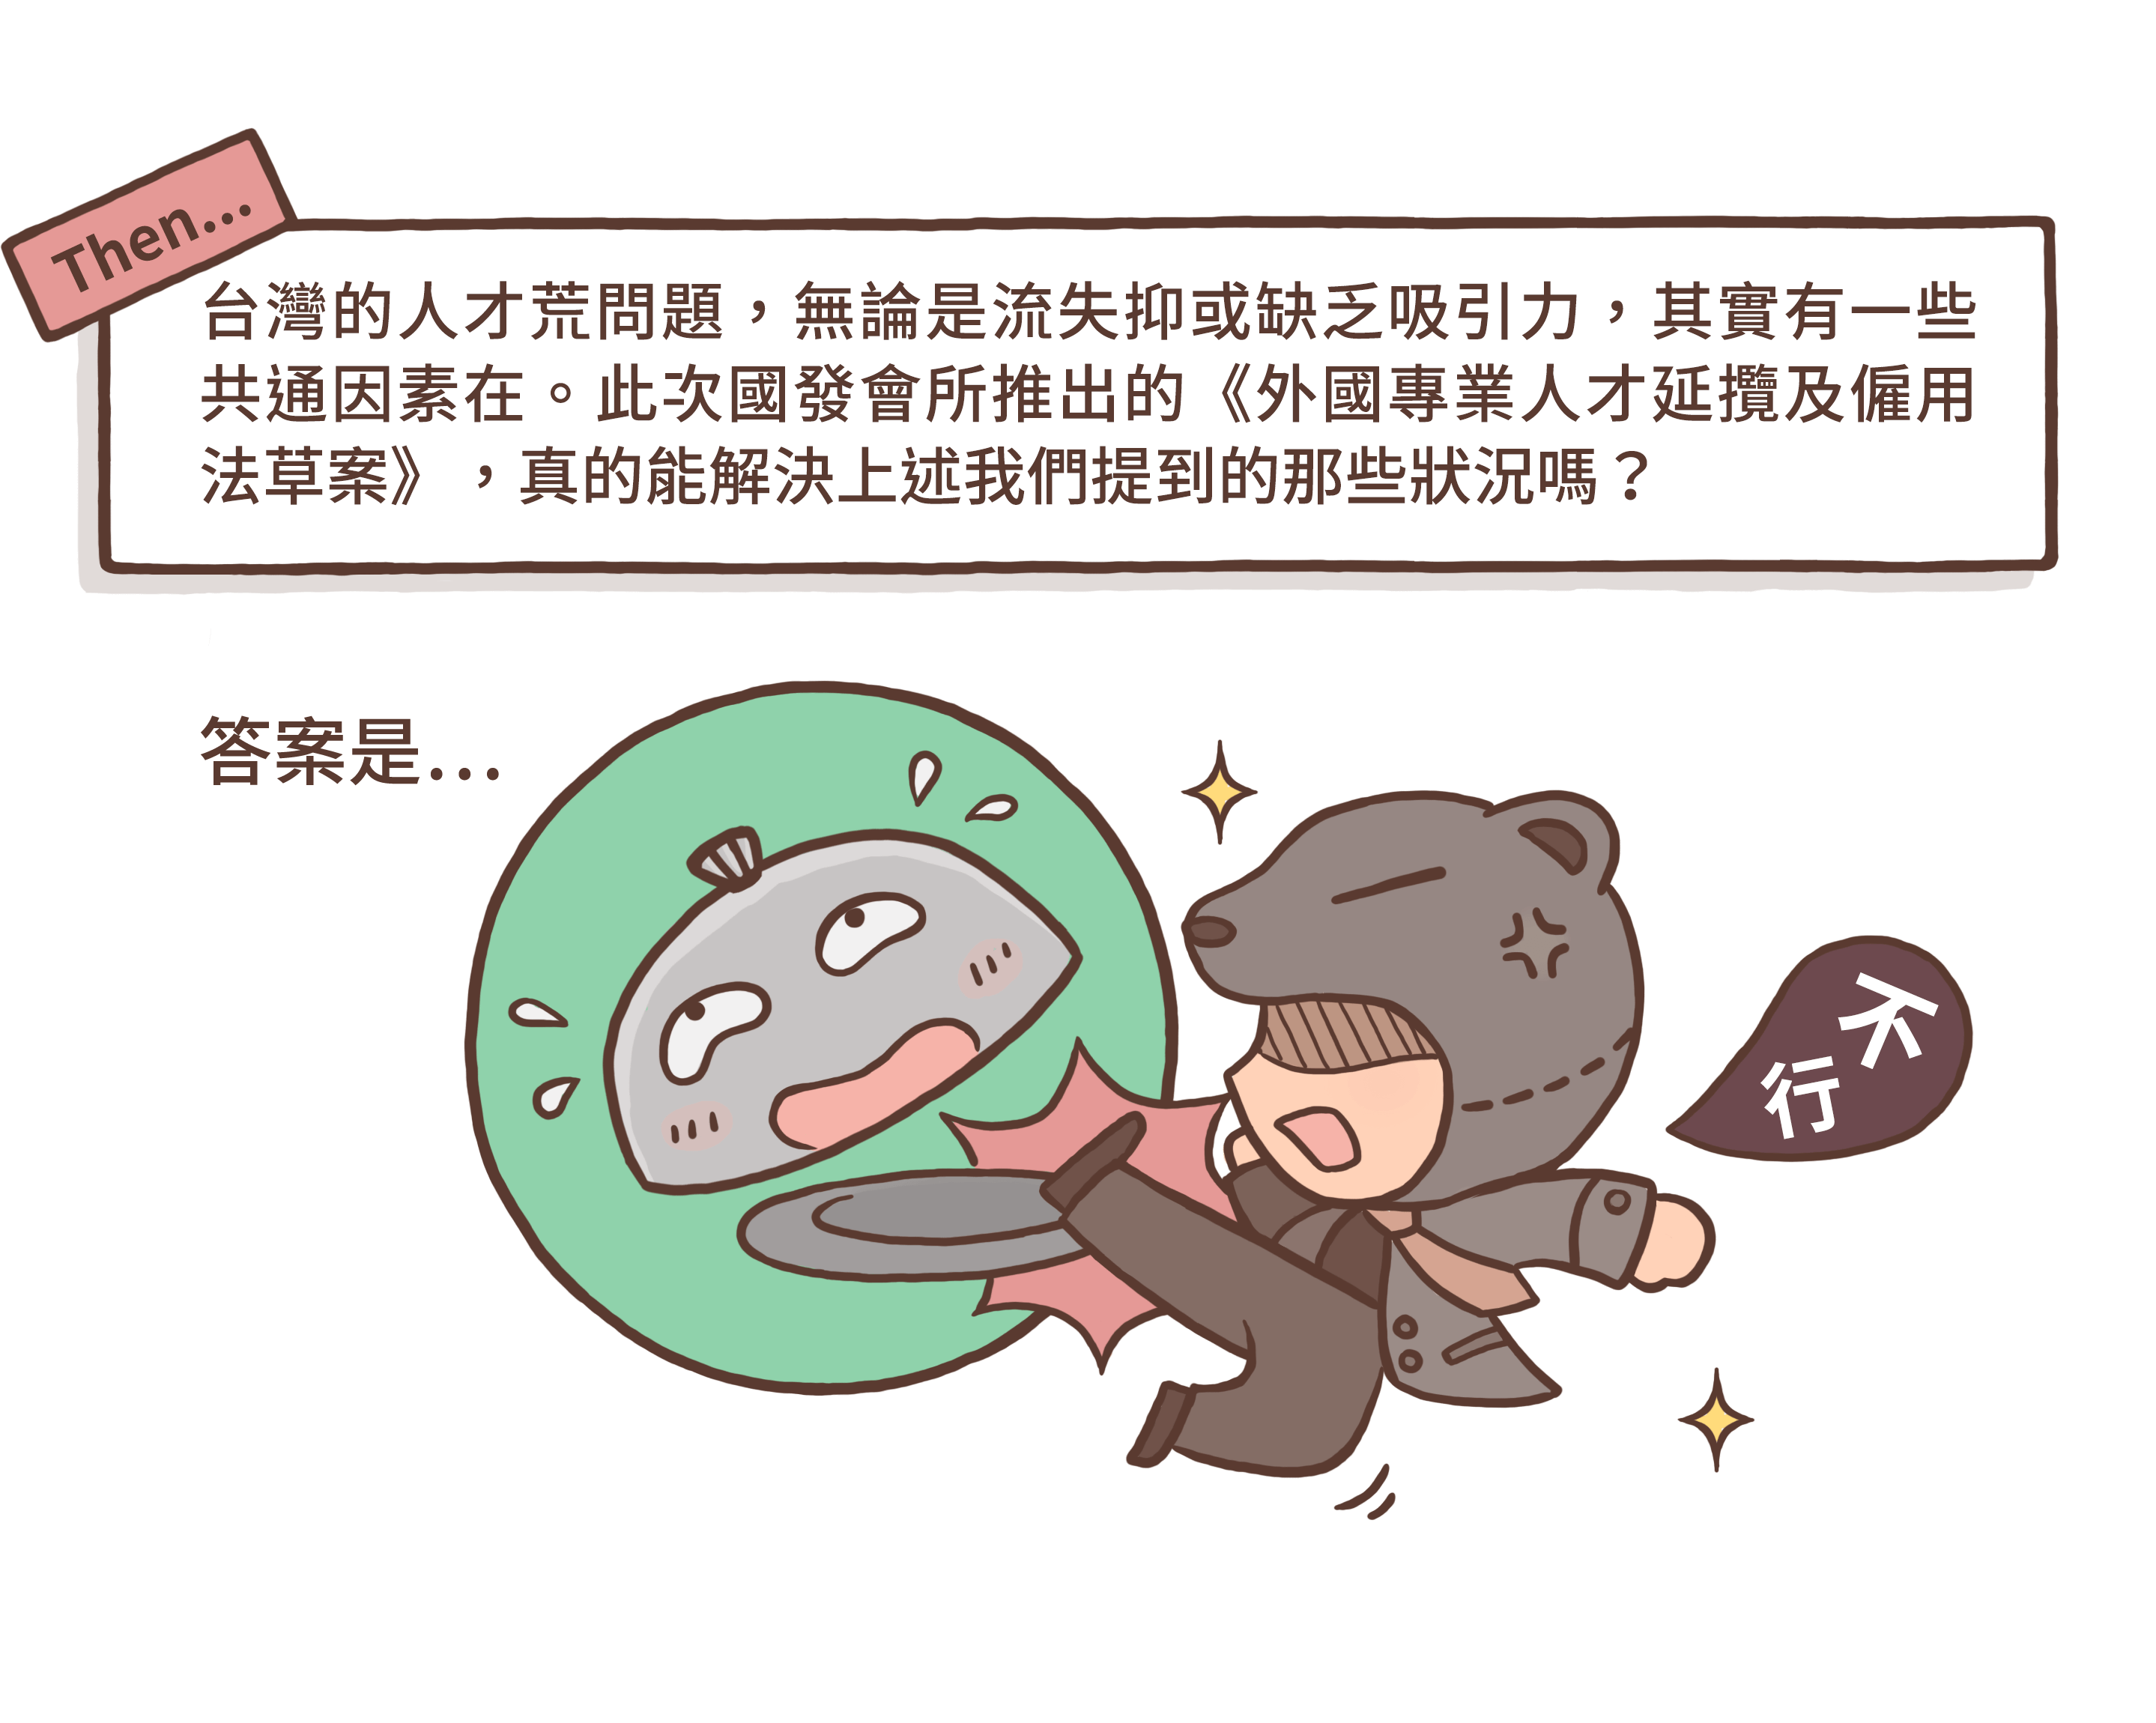 Then...
台灣的人才荒問題，無論是流失抑或缺乏吸引力，其實有一些
共通因素在。此次國發會所推出的《外國專業人才延攬及僱用
法草案》，真的能解決上述我們提到的那些狀況嗎？
答案是...
不行